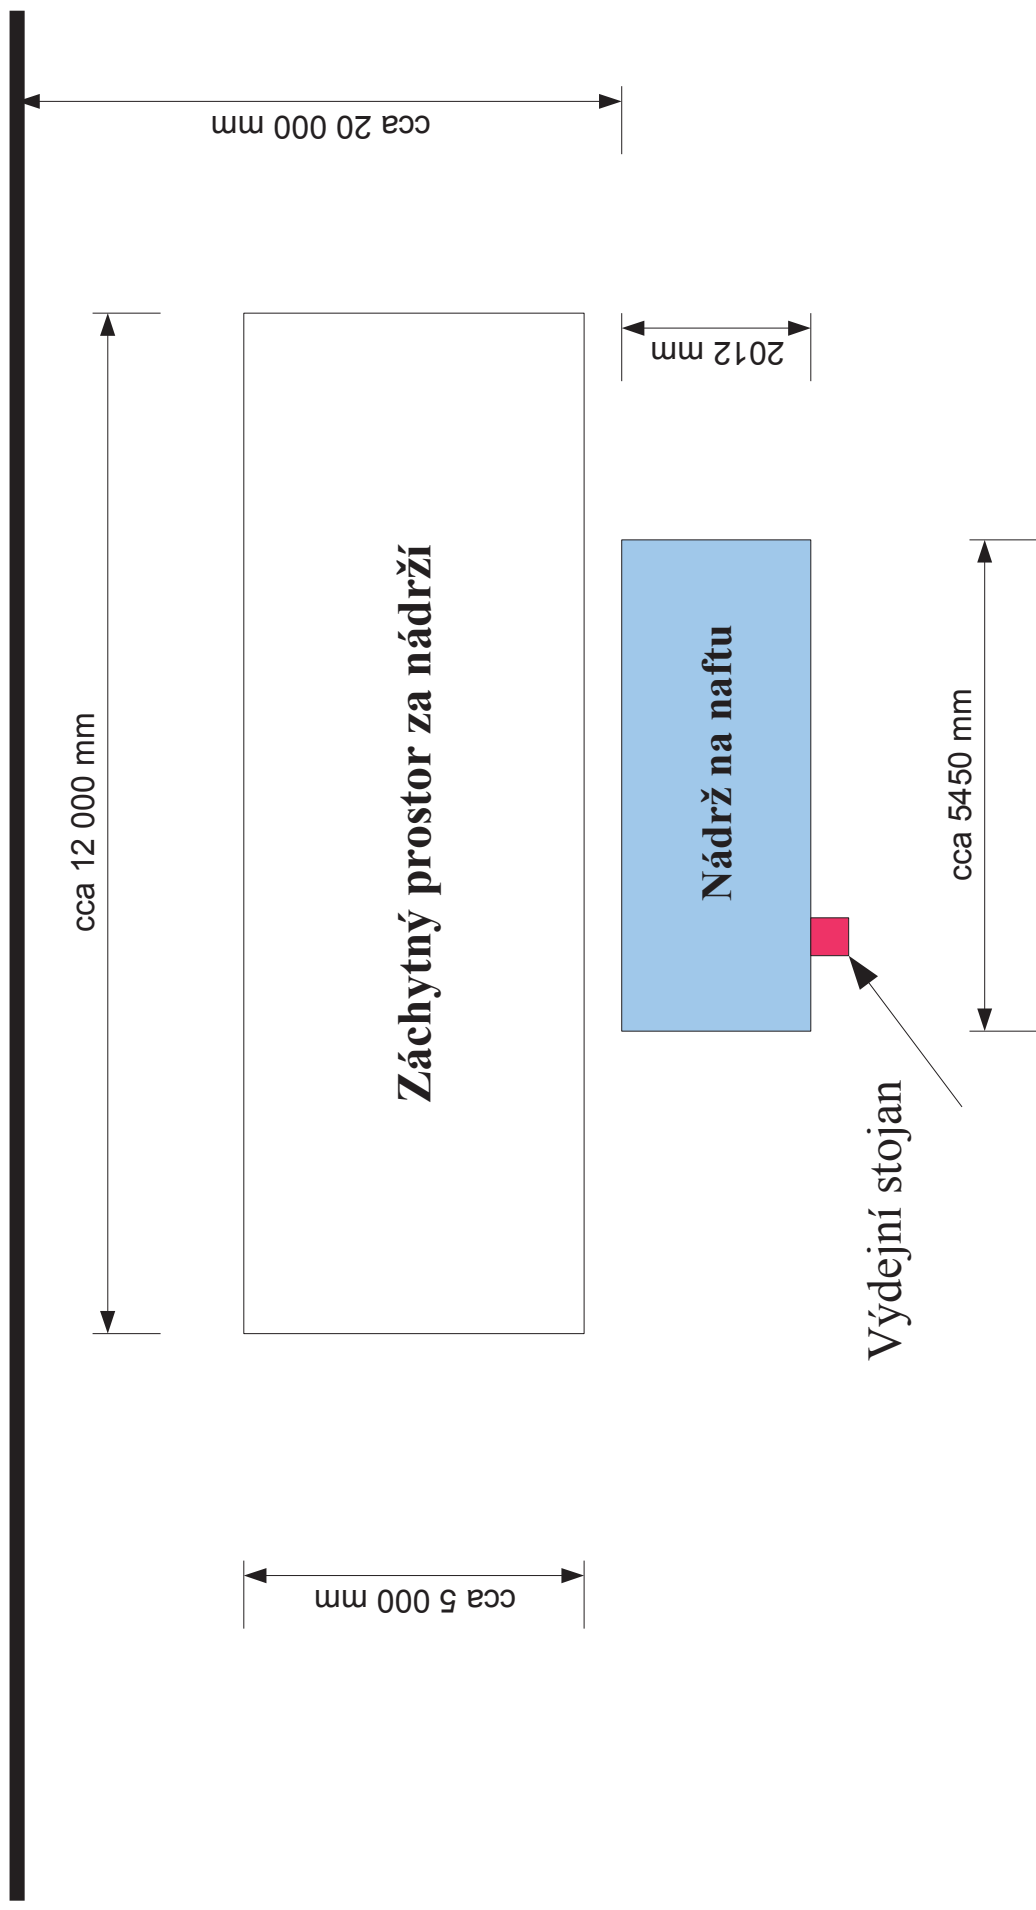 cca 20 000 mm
cca 12 000 mm
2012 mm
Záchytný prostor za nádrží
Nádrž na naftu
cca 5450 mm
Výdejní stojan
cca 5 000 mm